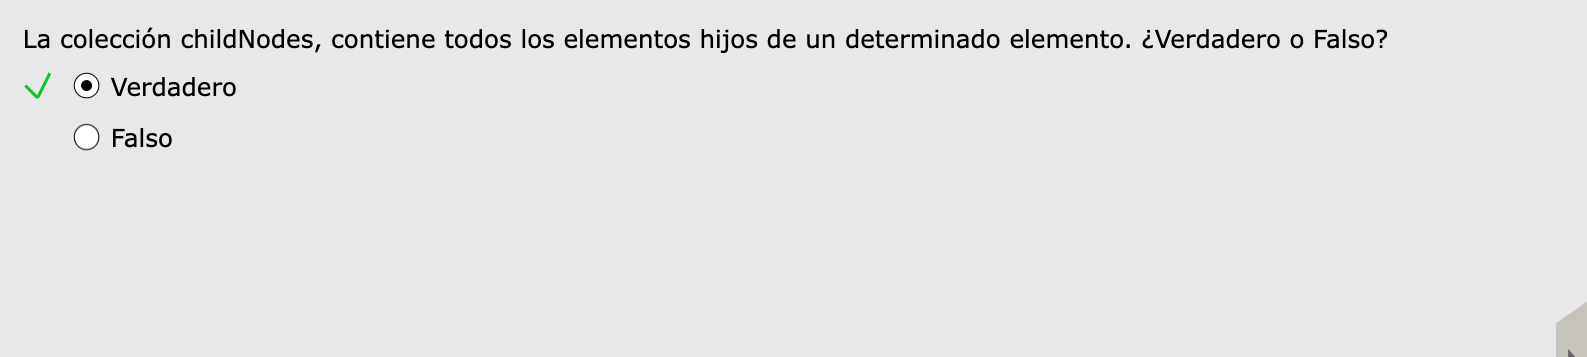 La colección childNodes, contiene todos los elementos hijos de un determinado elemento. ¿Verdadero o Falso?
Verdadero
Falso